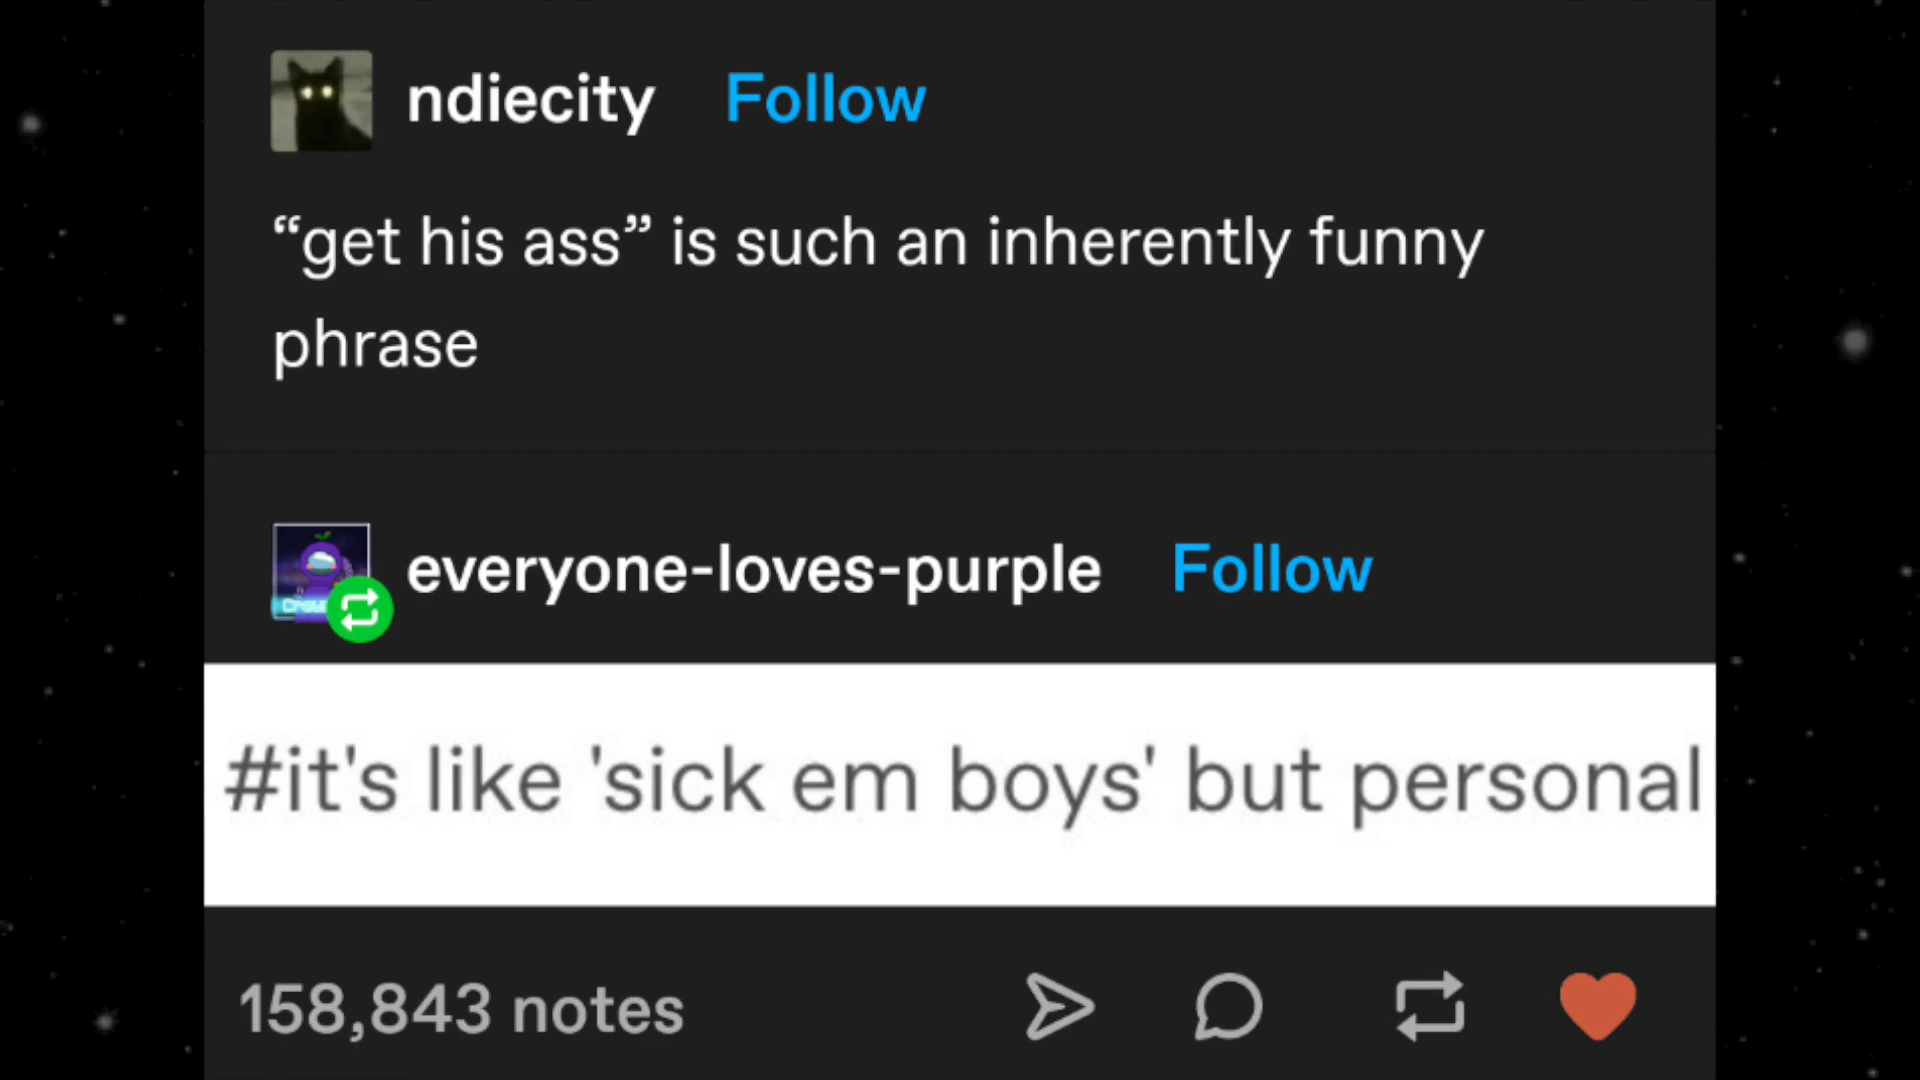 ndiecity Follow
“get his ass” is such an inherently funny
phrase
everyone-loves-purple Follow
#it's like 'sick em boys' but personal
158,843 notes